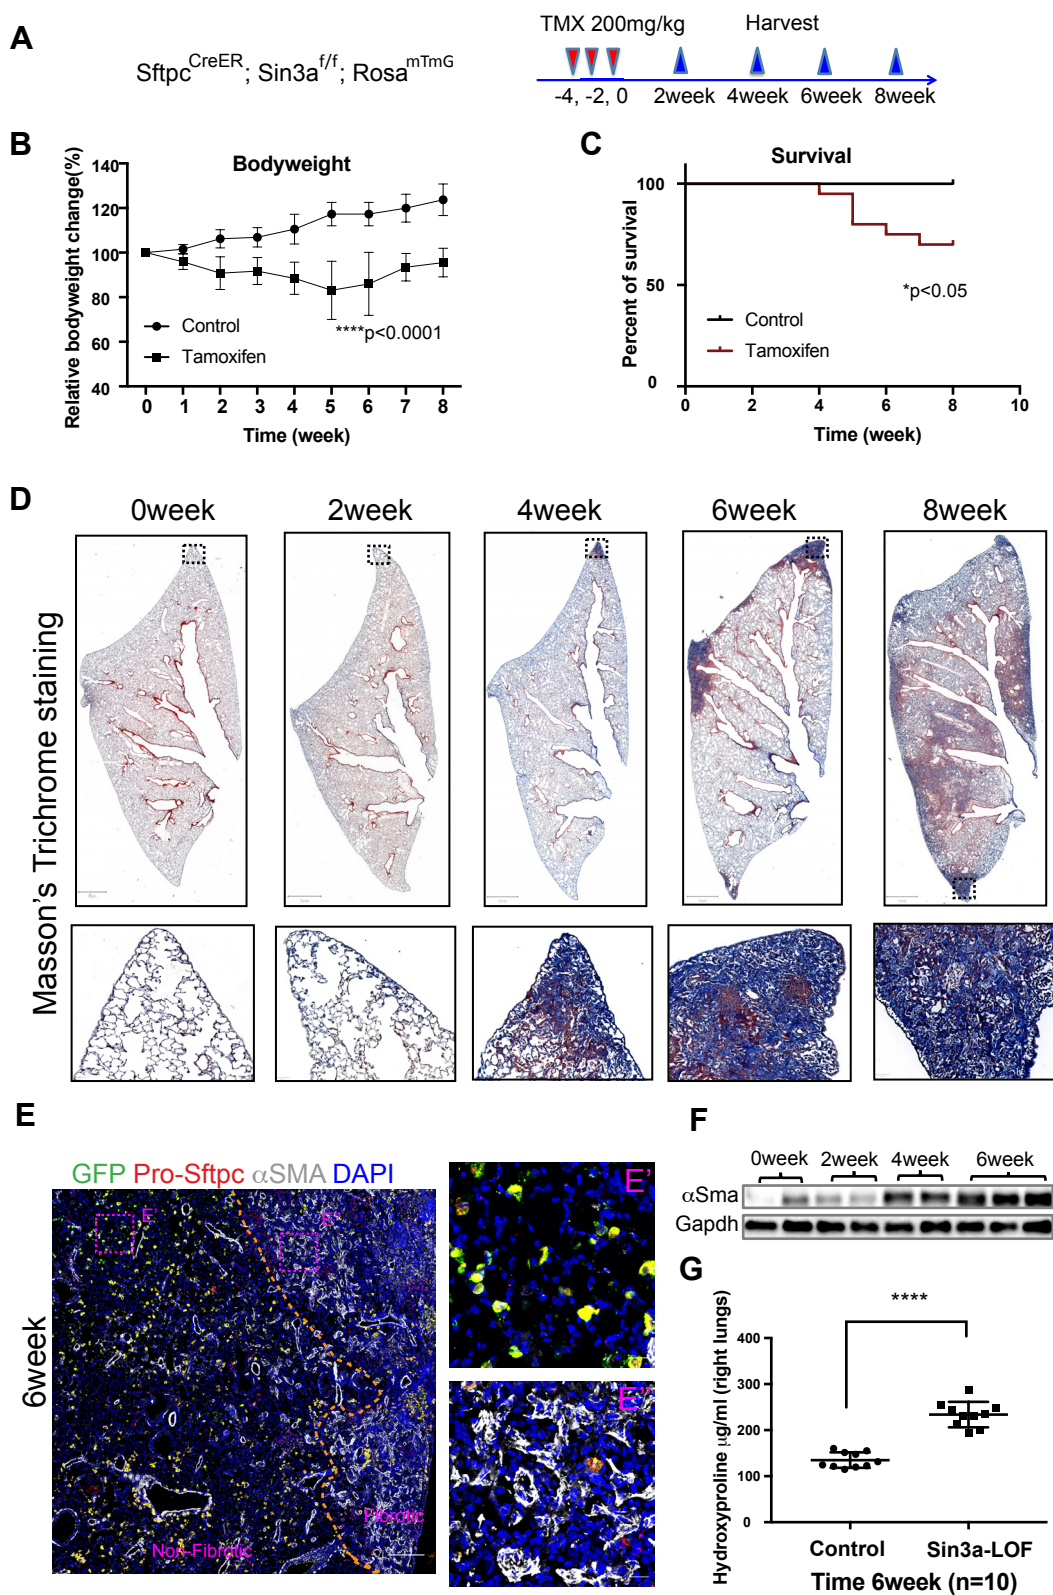 A
Sftpc^CreER; Sin3a^f/f; Rosa^mTmG
TMX 200mg/kg
Harvest
-4, -2, 0
2week
4week
6week
8week
B
Bodyweight
Relative bodyweight change(%)
140
120
100
80
60
40
Control
Tamoxifen
****p<0.0001
0 1 2 3 4 5 6 7 8
Time (week)
C
Survival
Percent of survival
100
50
0
*p<0.05
Control
Tamoxifen
0 2 4 6 8 10
Time (week)
D
0week
2week
4week
6week
8week
Masson's Trichrome staining
E
GFP Pro-Sftpc αSMA DAPI
6week
E'
E''
Non-Fibrotic
Fibrotic
E'
E''
F
0week 2week 4week 6week
αSma
Gapdh
G
Hydroxyproline μg/ml (right lungs)
****
400
300
200
100
0
Control
Sin3a-LOF
Time 6week (n=10)